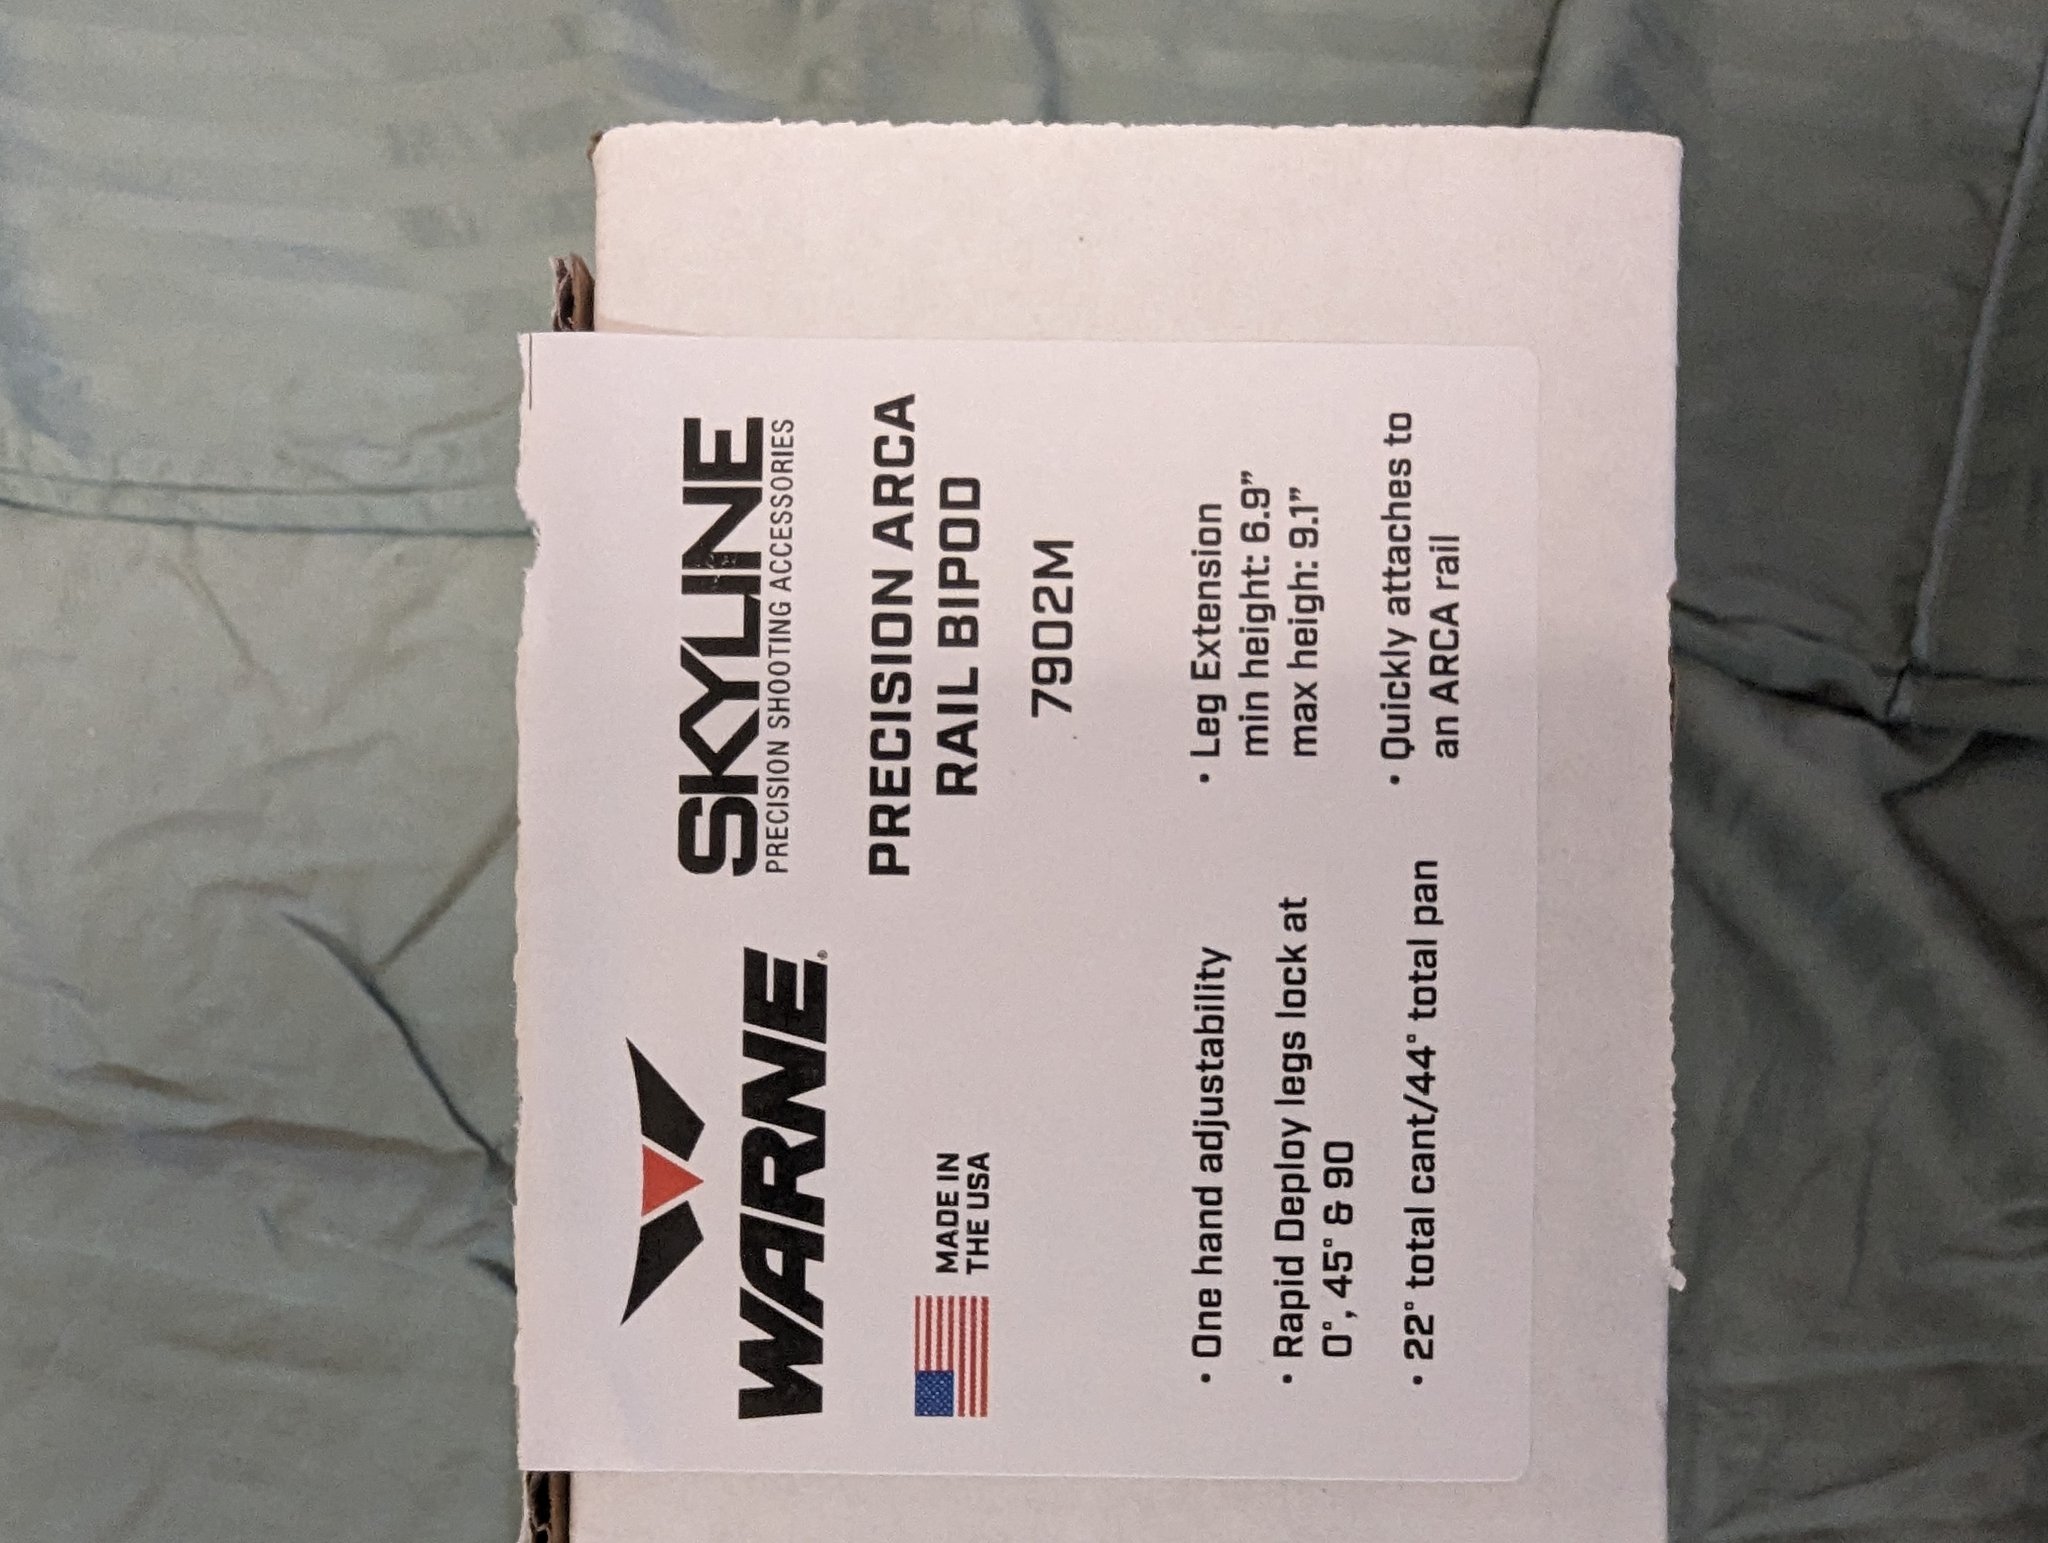 WARNE®
SKYLINE
PRECISION SHOOTING ACCESSORIES
MADE IN
THE USA
PRECISION ARCA
RAIL BIPOD
7902M
• One hand adjustability
• Rapid Deploy legs lock at
0°, 45° & 90
• 22° total cant/44° total pan
• Leg Extension
min height: 6.9”
max heigh: 9.1”
• Quickly attaches to
an ARCA rail